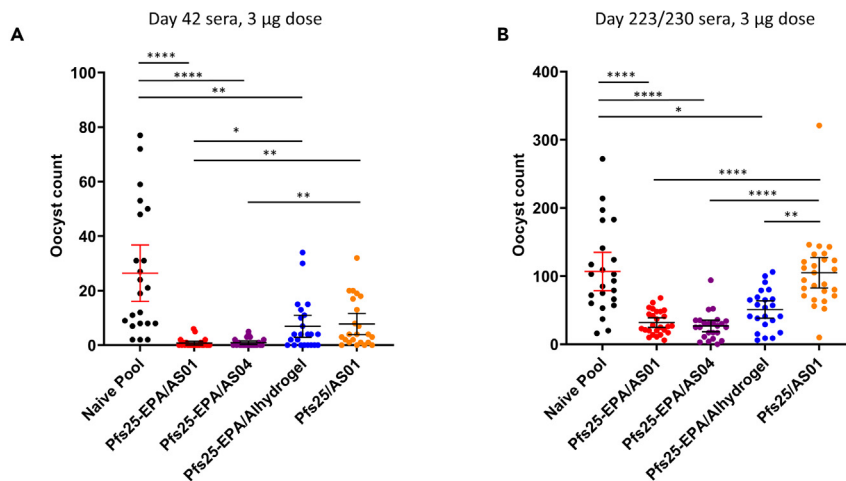 Day 42 sera, 3 µg dose
A
****
****
**
*
**
**
100
80
60
40
20
0
Oocyst count
Naive Pool
Pfs25-EPA/AS01
Pfs25-EPA/AS04
Pfs25-EPA/Alhydrogel
Pfs25/AS01
Day 223/230 sera, 3 µg dose
B
****
****
*
****
****
**
400
300
200
100
0
Oocyst count
Naive Pool
Pfs25-EPA/AS01
Pfs25-EPA/AS04
Pfs25-EPA/Alhydrogel
Pfs25/AS01